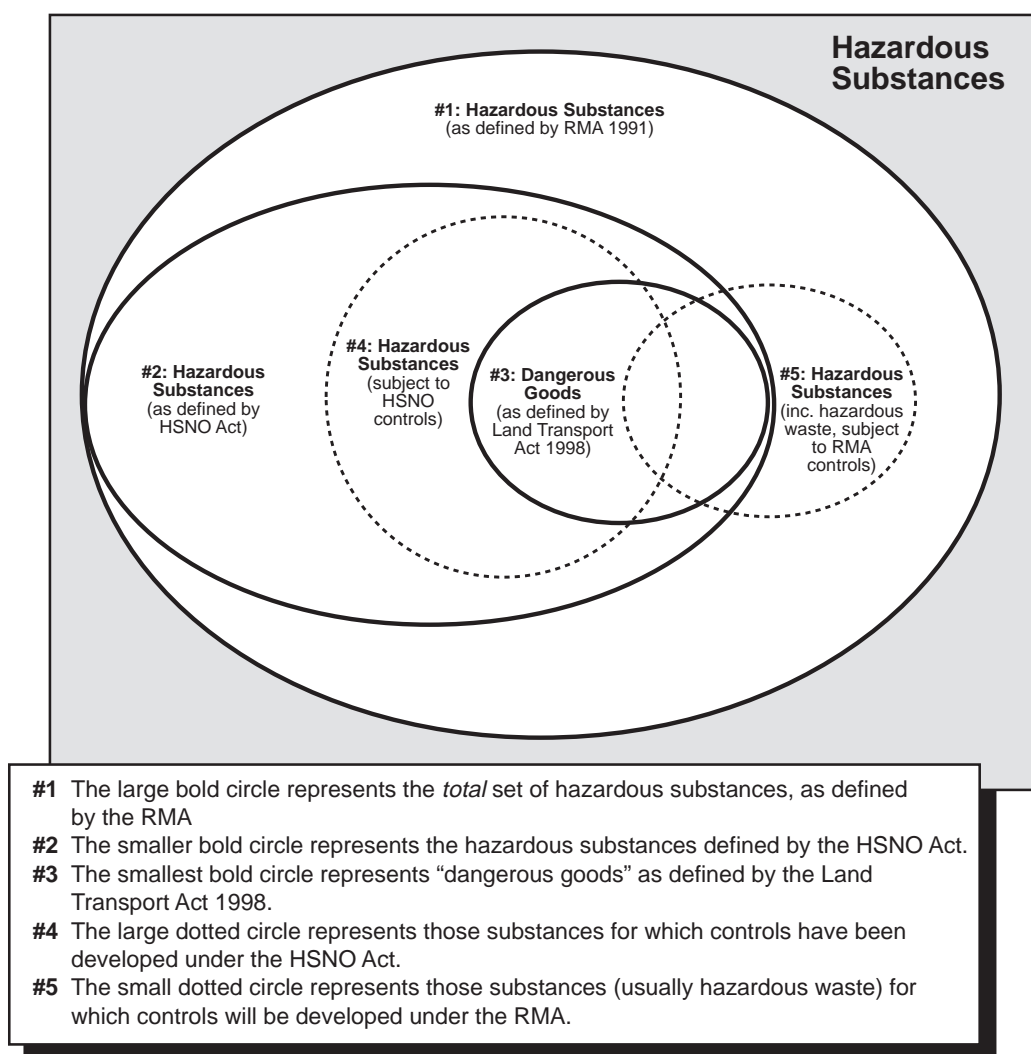 Hazardous
Substances
#1: Hazardous Substances
(as defined by RMA 1991)
#2: Hazardous
Substances
(as defined by
HSNO Act)
#4: Hazardous
Substances
(subject to
HSNO
controls)
#3: Dangerous
Goods
(as defined by
Land Transport
Act 1998)
#5: Hazardous
Substances
(inc. hazardous
waste, subject
to RMA
controls)
#1 The large bold circle represents the total set of hazardous substances, as defined
by the RMA
#2 The smaller bold circle represents the hazardous substances defined by the HSNO Act.
#3 The smallest bold circle represents “dangerous goods” as defined by the Land
Transport Act 1998.
#4 The large dotted circle represents those substances for which controls have been
developed under the HSNO Act.
#5 The small dotted circle represents those substances (usually hazardous waste) for
which controls will be developed under the RMA.